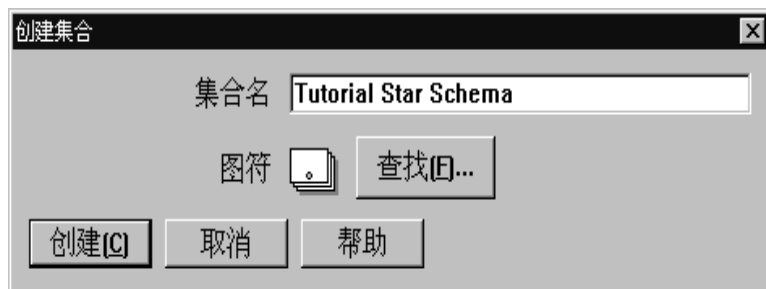 创建集合
集合名 Tutorial Star Schema
图符 查找(F)...
创建(C) 取消 帮助